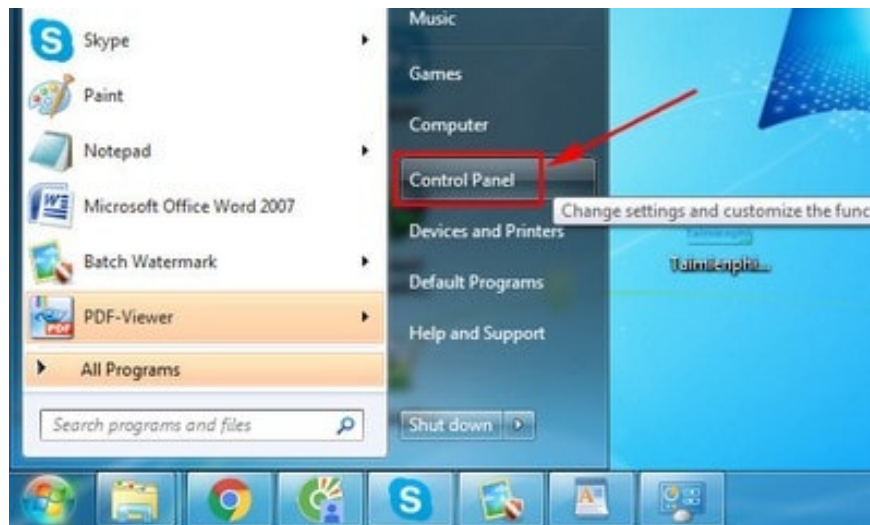 Skype
Paint
Notepad
Microsoft Office Word 2007
Batch Watermark
PDF-Viewer
All Programs
Search programs and files
Music
Games
Computer
Control Panel
Change settings and customize the func
Devices and Printers
Default Programs
Help and Support
Shut down
Taimienphi...